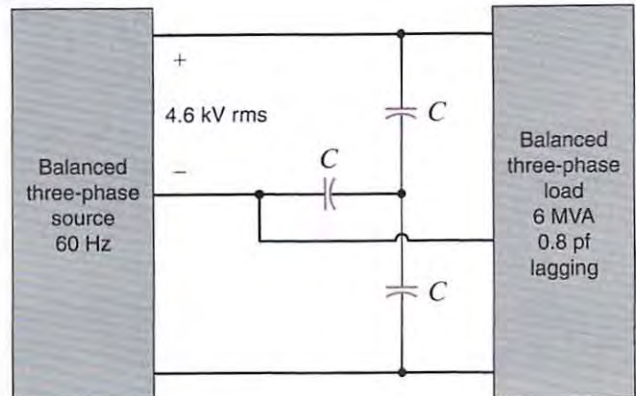 Balanced
three-phase
source
60 Hz
+
4.6 kV rms
−
C
C
C
Balanced
three-phase
load
6 MVA
0.8 pf
lagging